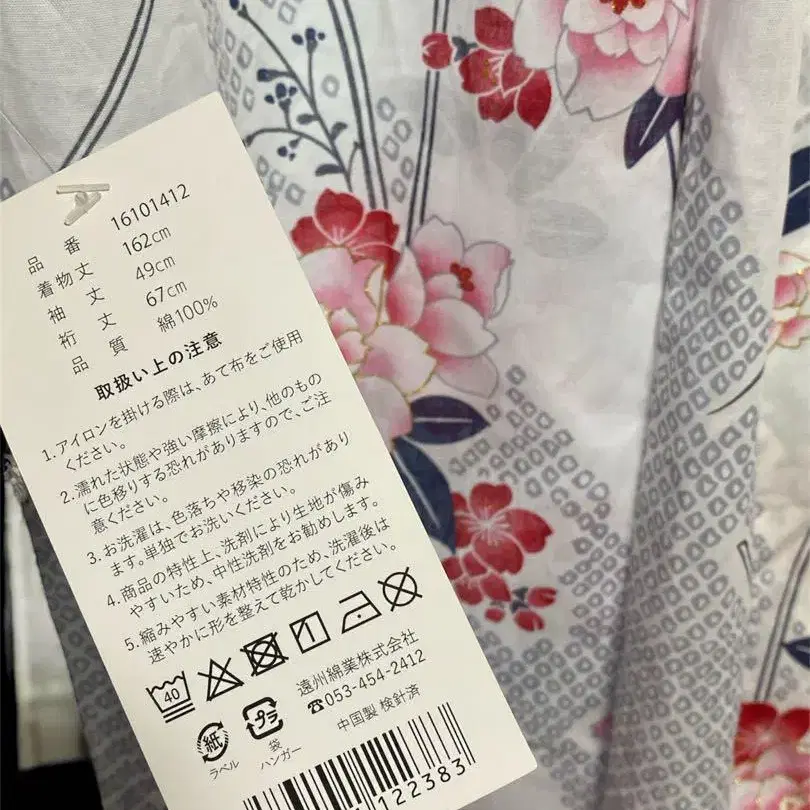 品番 16101412
着物丈 162cm
袖丈 49cm
裄丈 67cm
品質 綿100%
取扱い上の注意
1.アイロンを掛ける際は、あて布をご使用
ください。
2.濡れた状態や強い摩擦により、他のもの
に色移りする恐れがありますので、ご注
意ください。
3.お洗濯は、色落ちや移染の恐れがあり
ます。単独でお洗いください。
4.商品の特性上、洗剤により生地が傷み
やすいため、中性洗剤をお勧めします。
5.縮みやすい素材特性のため、洗濯後は
速やかに形を整えて乾かしてください。
40
遠州綿業株式会社
☎053-454-2412
中国製 検針済
紙
ラベル
プラ
袋
ハンガー
122383